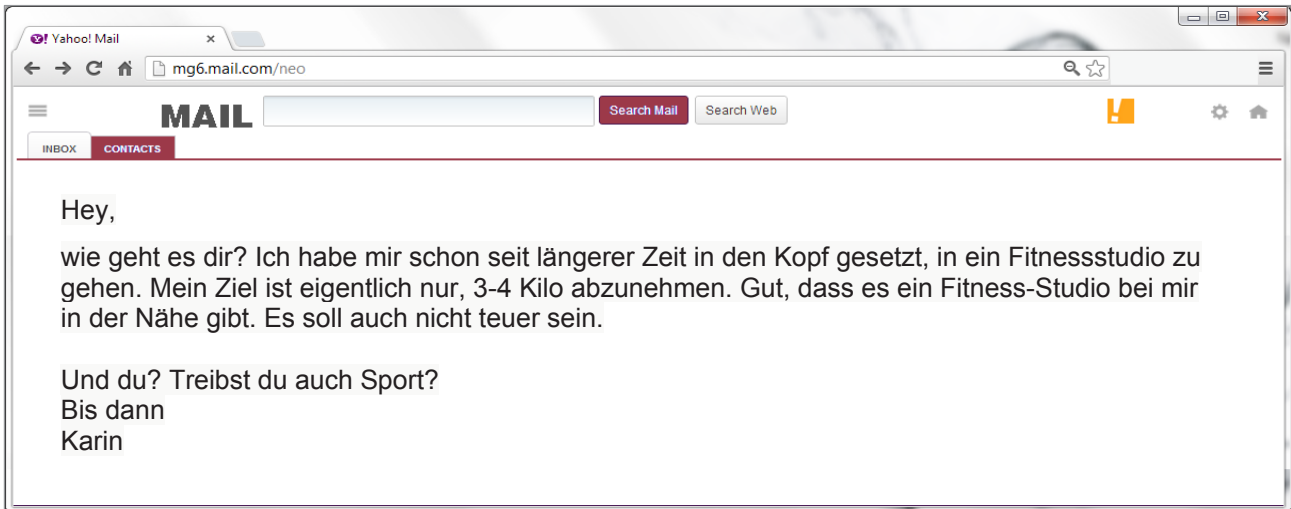 Yahoo! Mail
mg6.mail.com/neo
MAIL Search Mail Search Web
INBOX CONTACTS
Hey,
wie geht es dir? Ich habe mir schon seit längerer Zeit in den Kopf gesetzt, in ein Fitnessstudio zu
gehen. Mein Ziel ist eigentlich nur, 3-4 Kilo abzunehmen. Gut, dass es ein Fitness-Studio bei mir
in der Nähe gibt. Es soll auch nicht teuer sein.
Und du? Treibst du auch Sport?
Bis dann
Karin